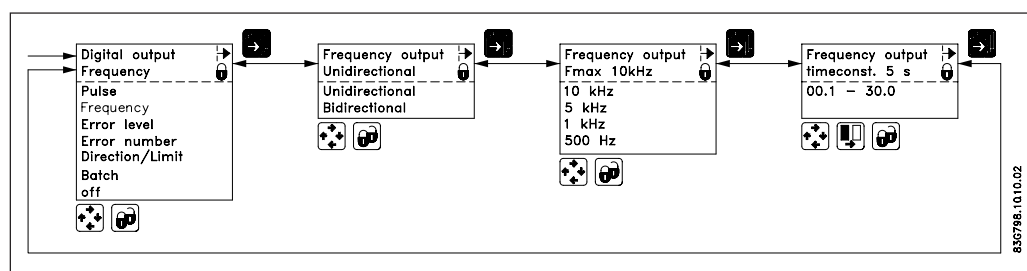 Digital output
Frequency
Pulse
Frequency
Error level
Error number
Direction/Limit
Batch
off
Frequency output
Unidirectional
Unidirectional
Bidirectional
Frequency output
Fmax 10kHz
10 kHz
5 kHz
1 kHz
500 Hz
Frequency output
timeconst. 5 s
00.1 – 30.0
83G798.1010.02